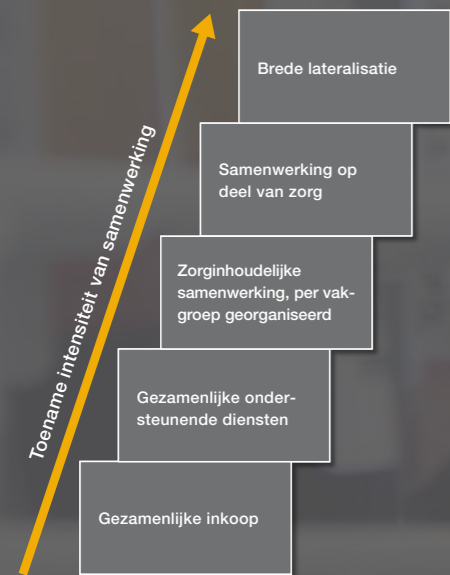 Brede lateralisatie
Samenwerking op
deel van zorg
Zorginhoudelijke
samenwerking, per vak-
groep georganiseerd
Gezamenlijke onder-
steunende diensten
Gezamenlijke inkoop
Toename intensiteit van samenwerking